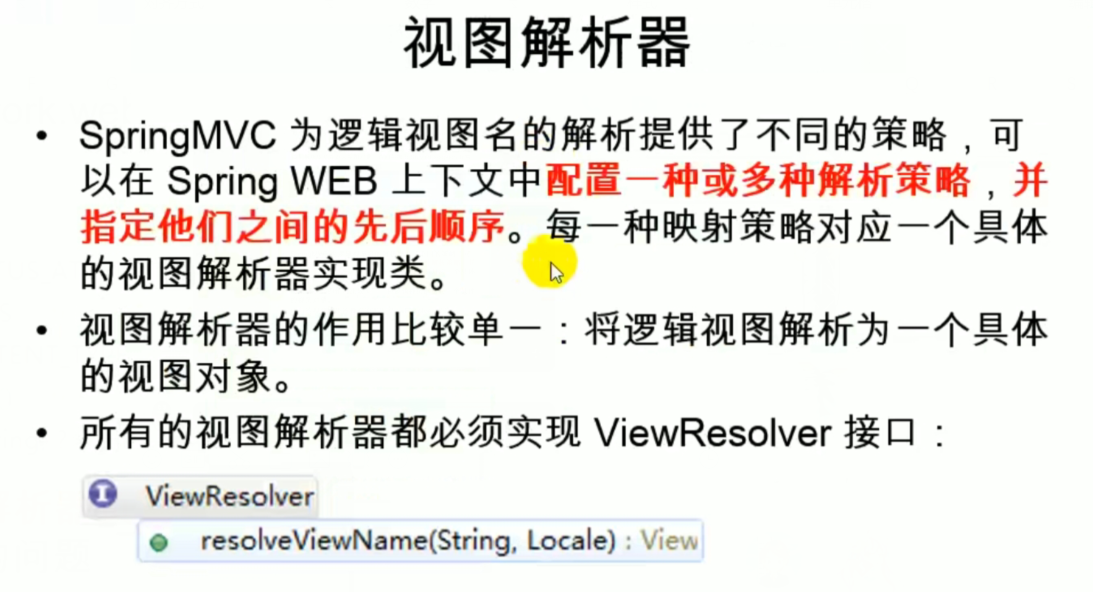 视图解析器
• SpringMVC 为逻辑视图名的解析提供了不同的策略，可
以在 Spring WEB 上下文中配置一种或多种解析策略，并
指定他们之间的先后顺序。每一种映射策略对应一个具体
的视图解析器实现类。
• 视图解析器的作用比较单一：将逻辑视图解析为一个具体
的视图对象。
• 所有的视图解析器都必须实现 ViewResolver 接口：
I ViewResolver
resolveViewName(String, Locale) : View